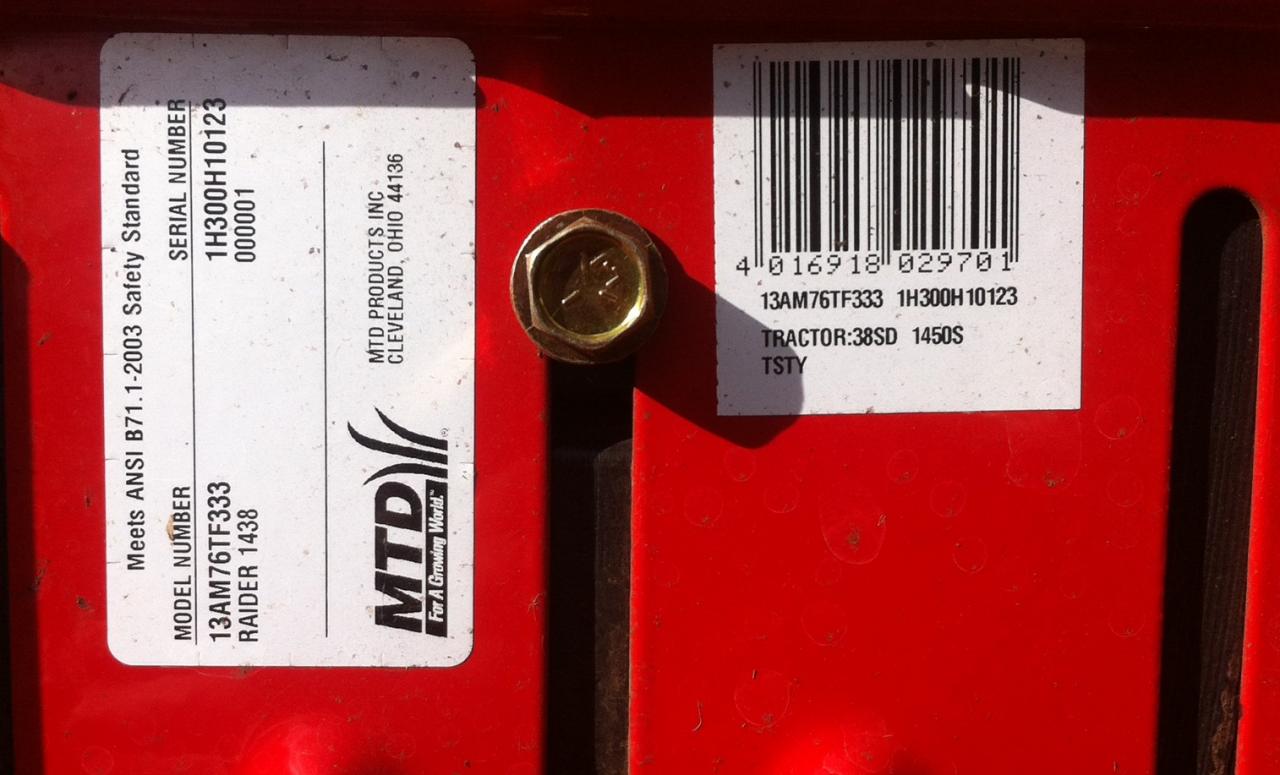 Meets ANSI B71.1-2003 Safety Standard
MODEL NUMBER SERIAL NUMBER
13AM76TF333 1H300H10123
RAIDER 1438 000001
MTD
For A Growing World.™
®
MTD PRODUCTS INC
CLEVELAND, OHIO 44136
4 016918 029701
13AM76TF333 1H300H10123
TRACTOR:38SD 1450S
TSTY